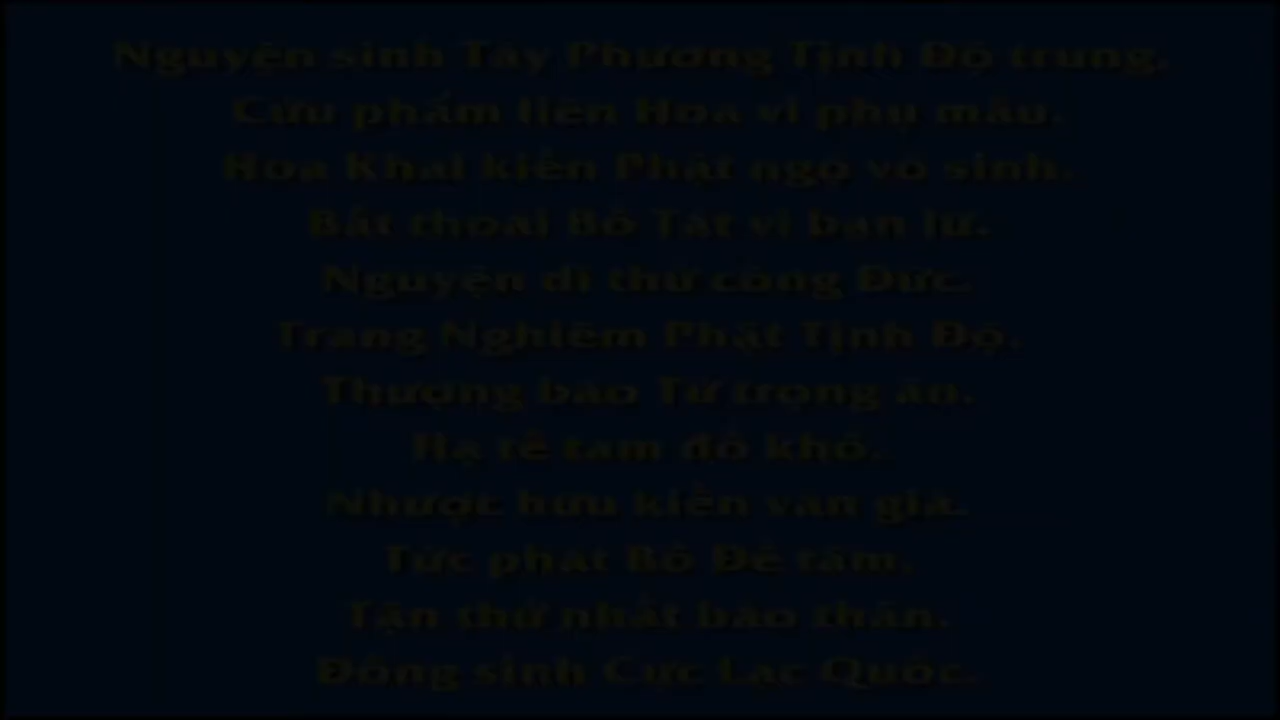 Nguyện sinh Tây Phương Tịnh Độ trung.
Cửu phẩm liên Hoa vi phụ mẫu.
Hoa Khai kiến Phật ngộ vô sinh.
Bất thoái Bồ Tát vi bạn lữ.
Nguyện dĩ thử công Đức.
Trang Nghiêm Phật Tịnh Độ.
Thượng báo Tứ trọng ân.
Hạ tế tam đồ khổ.
Nhược hữu kiến văn giả.
Tức phát Bồ Đề tâm.
Tận thử nhất báo thân.
Đồng sinh Cực Lạc Quốc.